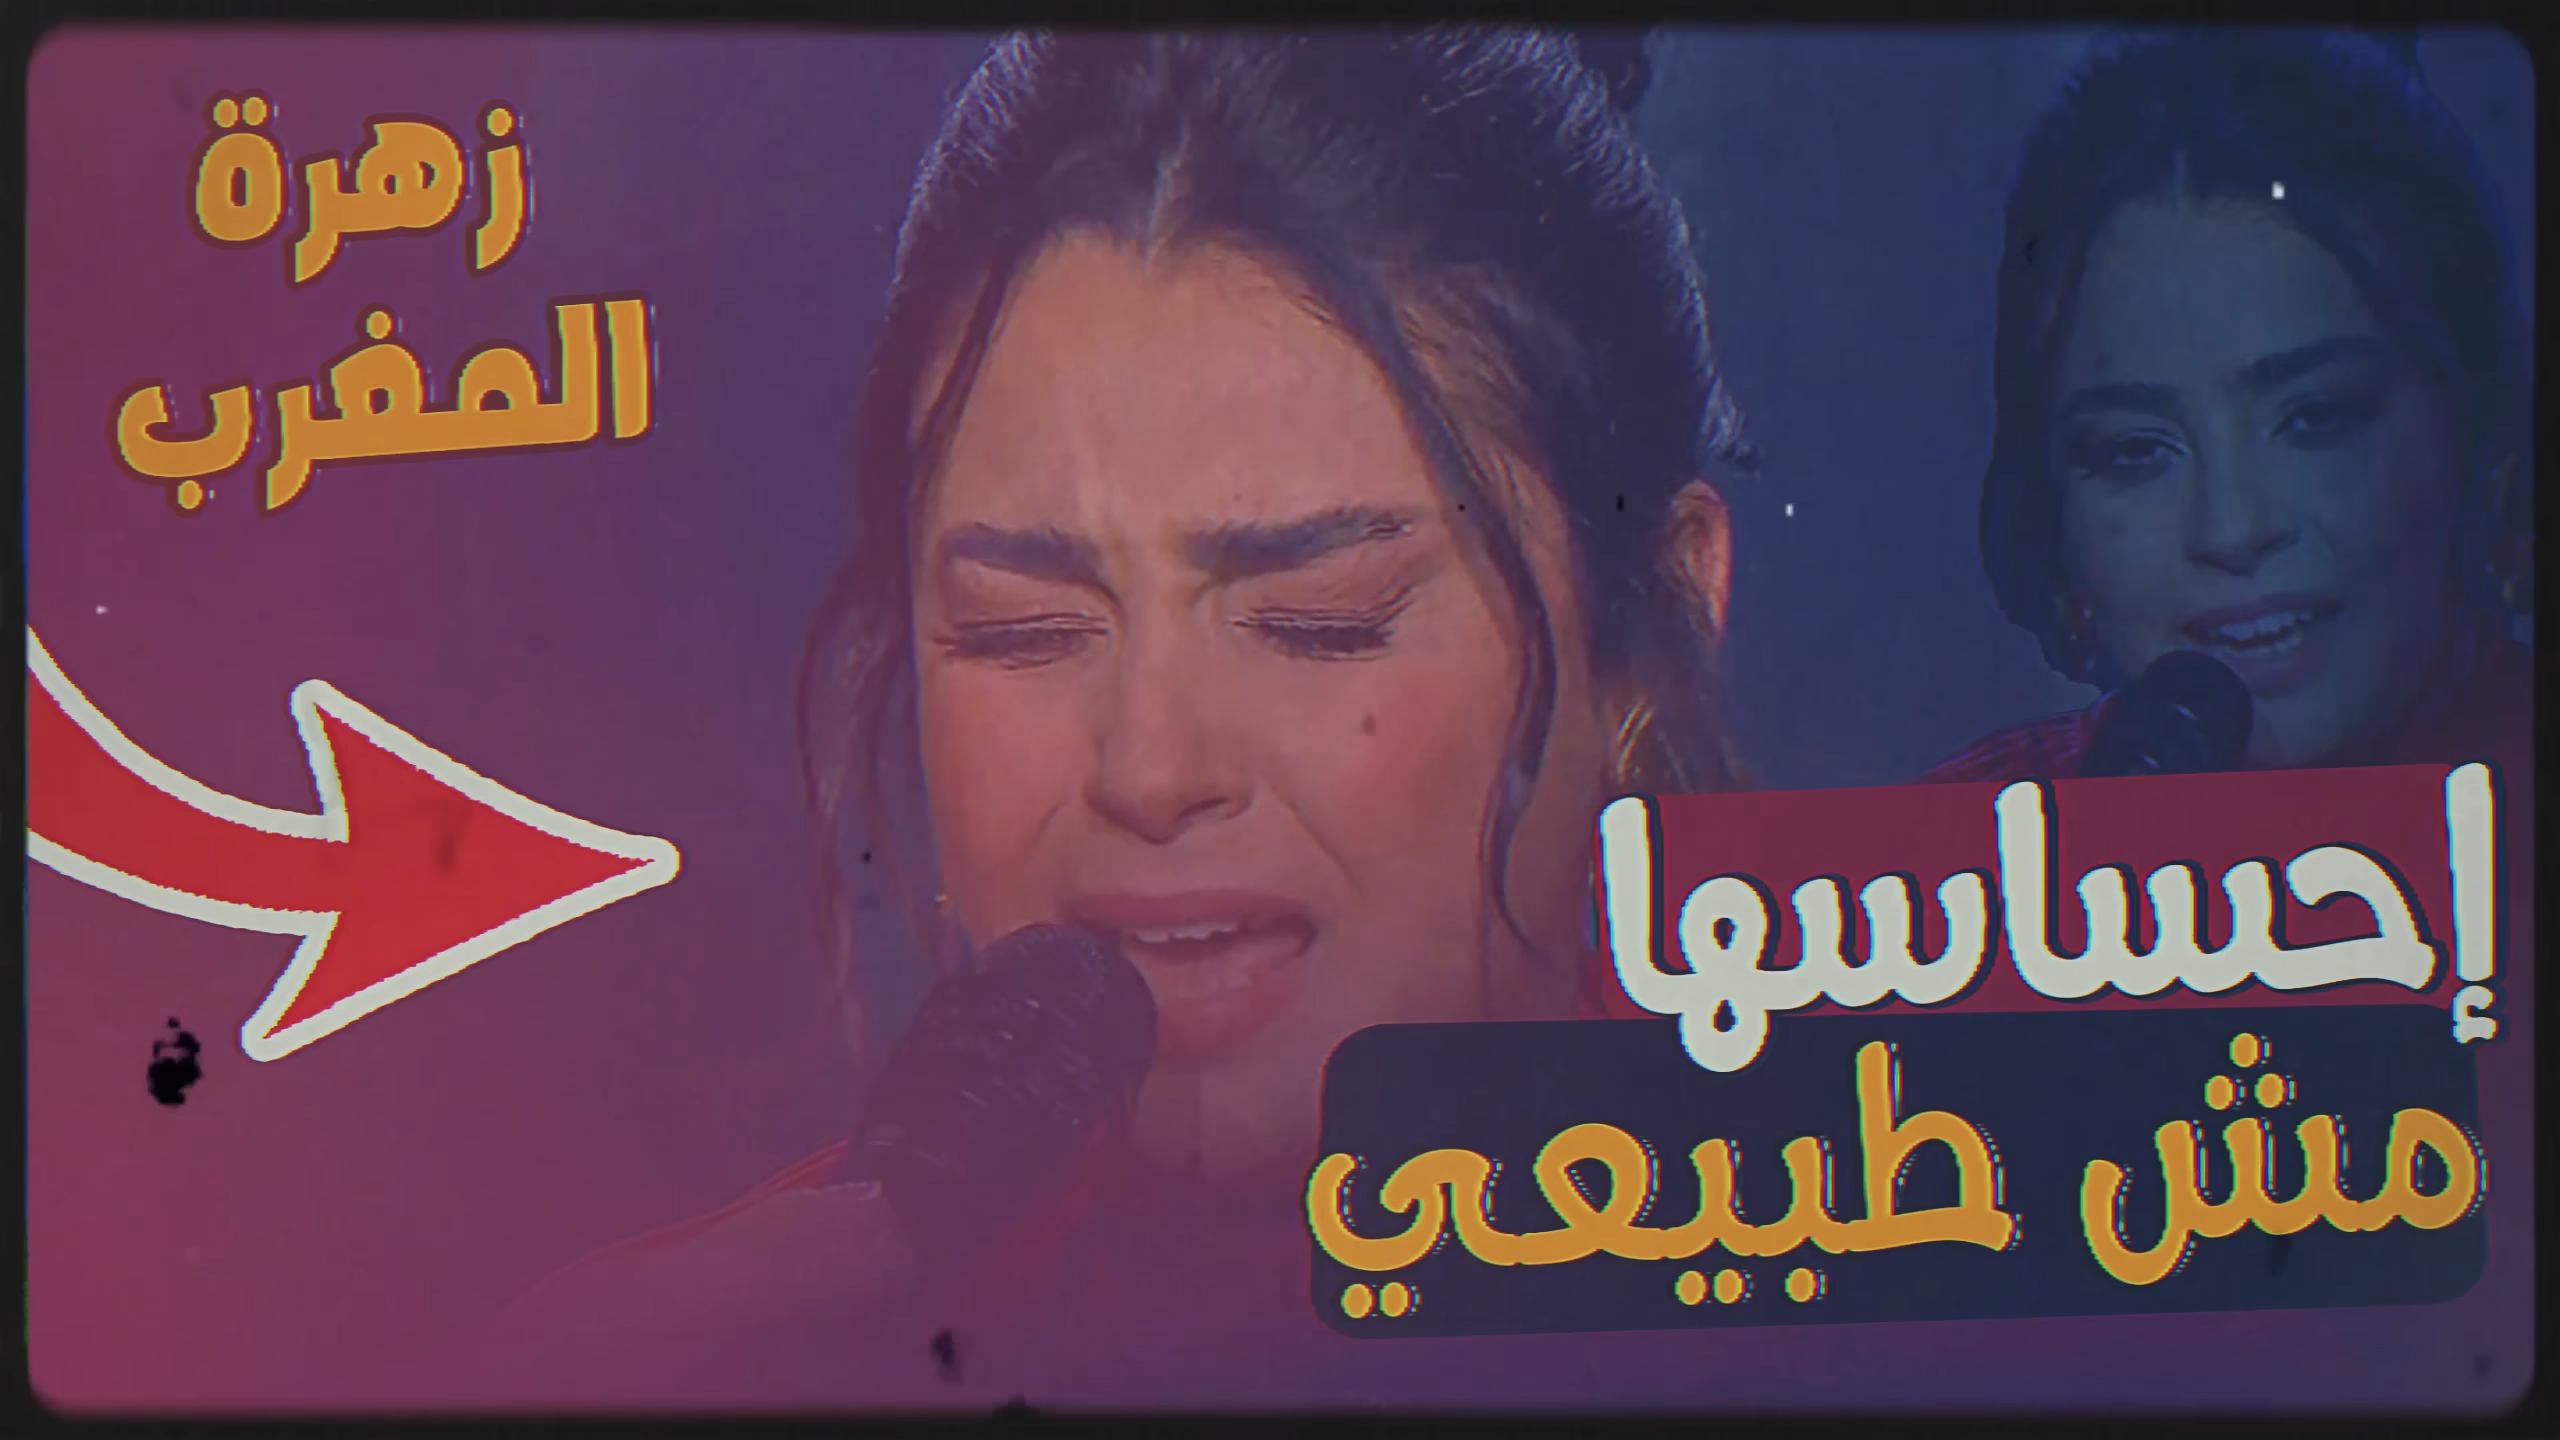 زهرة
المغرب
إحساسها
مش طبيعي